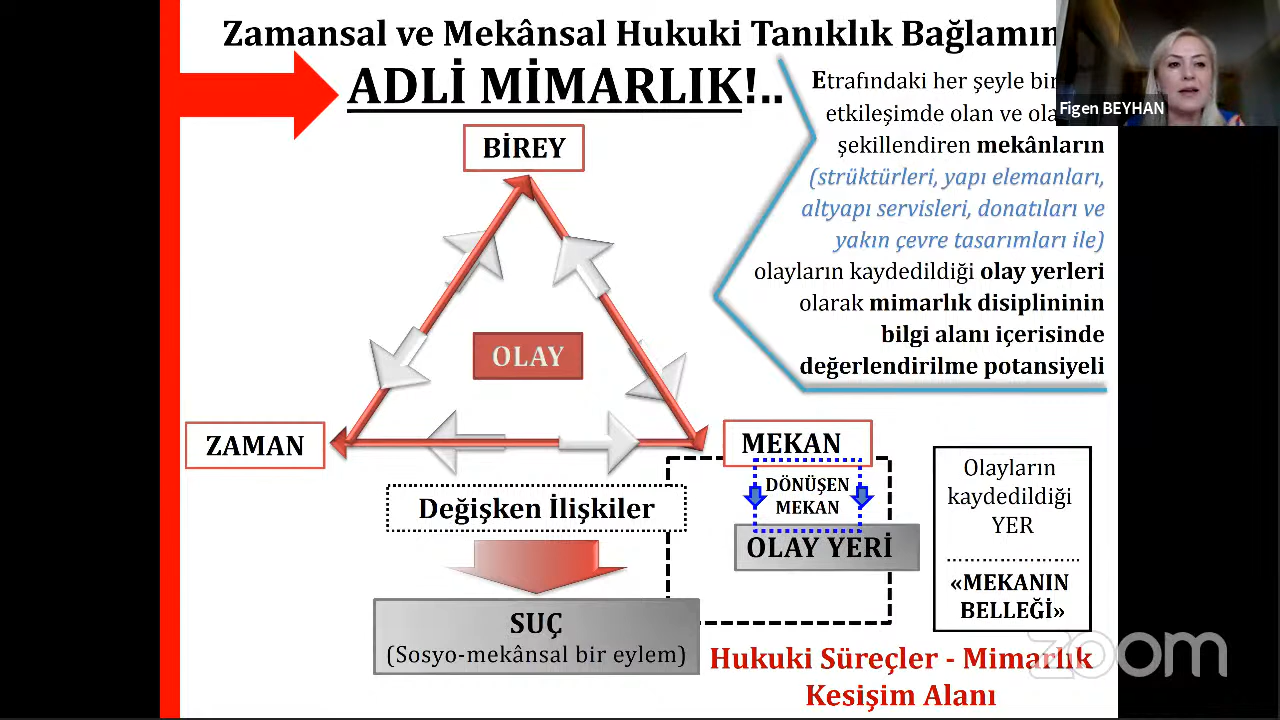 Zamansal ve Mekânsal Hukuki Tanıklık
ADLİ MİMARLIK!..
Etrafındaki her şeyle
etkileşimde olan ve
şekillendiren mekânların
(strüktürleri, yapı elemanları,
altyapı servisleri, donatıları ve
yakın çevre tasarımları ile)
olayların kaydedildiği olay yerleri
olarak mimarlık disiplininin
bilgi alanı içerisinde
değerlendirilme potansiyeli
Figen BEYHAN
BİREY
OLAY
ZAMAN
MEKAN
DÖNÜŞEN
MEKAN
OLAY YERİ
Değişken İlişkiler
SUÇ
(Sosyo-mekânsal bir eylem)
Olayların
kaydedildiği
YER
«MEKANIN
BELLEĞİ»
Hukuki Süreçler - Mimarlık
Kesişim Alanı
zoom